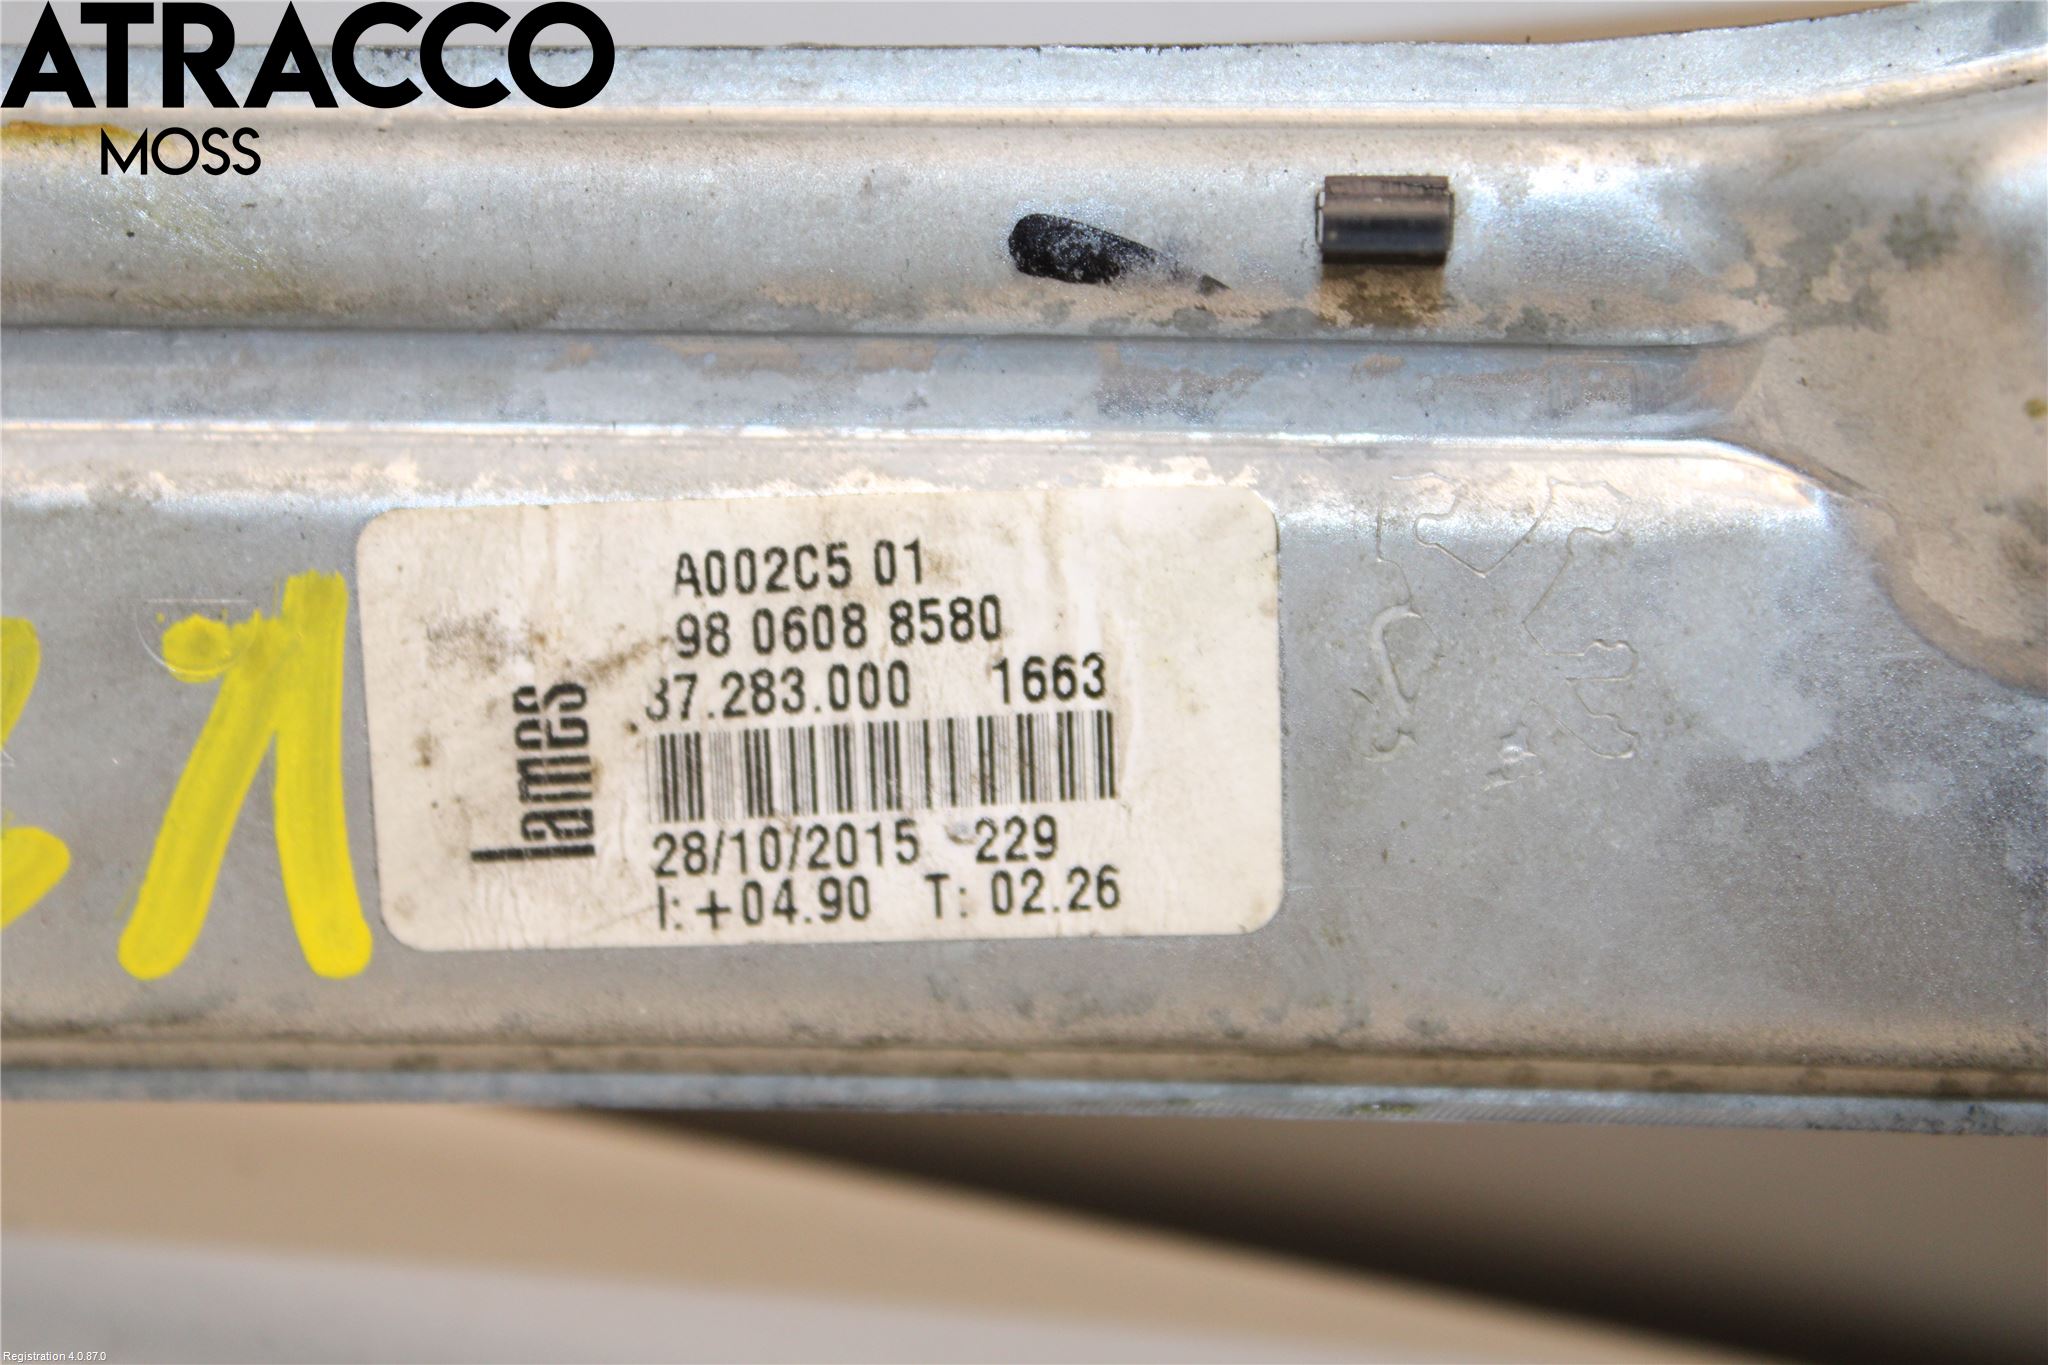 ATRACCO
MOSS
A002C5 01
98 0608 8580
37.283.000 1663
lames
28/10/2015 229
I: +04.90 T: 02.26
Registration 4.0.87.0